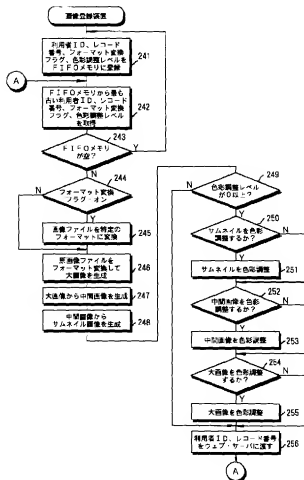 画像登録装置
利用者ID、レコード
番号、フォーマット変換
フラグ、色彩調整レベルを
FIFOメモリに登録
241
A
FIFOメモリから最も
古い利用者ID、レコード
番号、フォーマット変換
フラグ、色彩調整レベル
を取得
242
243
FIFOメモリ
が空?
Y
N
244
N
フォーマット変換
フラグ=オン
Y
画像ファイルを特定の
フォーマットに変換
245
原画像ファイルを
フォーマット変換して
大画像を生成
246
大画像から中間画像を生成
247
中間画像から
サムネイル画像を生成
248
249
N
色彩調整レベル
が0以上?
Y
250
サムネイルを色彩
調整するか?
N
Y
サムネイルを色彩調整
251
252
中間画像を色彩
調整するか?
N
Y
中間画像を色彩調整
253
254
大画像を色彩調整
するか?
N
Y
大画像を色彩調整
255
利用者ID、レコード番号
をウェブ・サーバに渡す
256
A